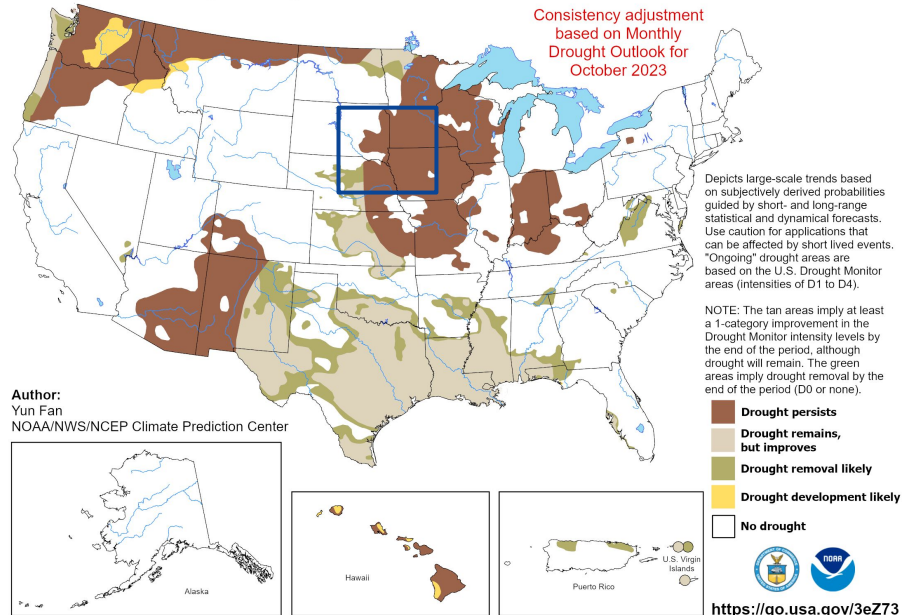 Consistency adjustment
based on Monthly
Drought Outlook for
October 2023
Depicts large-scale trends based
on subjectively derived probabilities
guided by short- and long-range
statistical and dynamical forecasts.
Use caution for applications that
can be affected by short lived events.
"Ongoing" drought areas are
based on the U.S. Drought Monitor
areas (intensities of D1 to D4).
NOTE: The tan areas imply at least
a 1-category improvement in the
Drought Monitor intensity levels by
the end of the period, although
drought will remain. The green
areas imply drought removal by the
end of the period (D0 or none).
Author:
Yun Fan
NOAA/NWS/NCEP Climate Prediction Center
Drought persists
Drought remains,
but improves
Drought removal likely
Drought development likely
No drought
Alaska
Hawaii
Puerto Rico
U.S. Virgin
Islands
NOAA
https://go.usa.gov/3eZ73